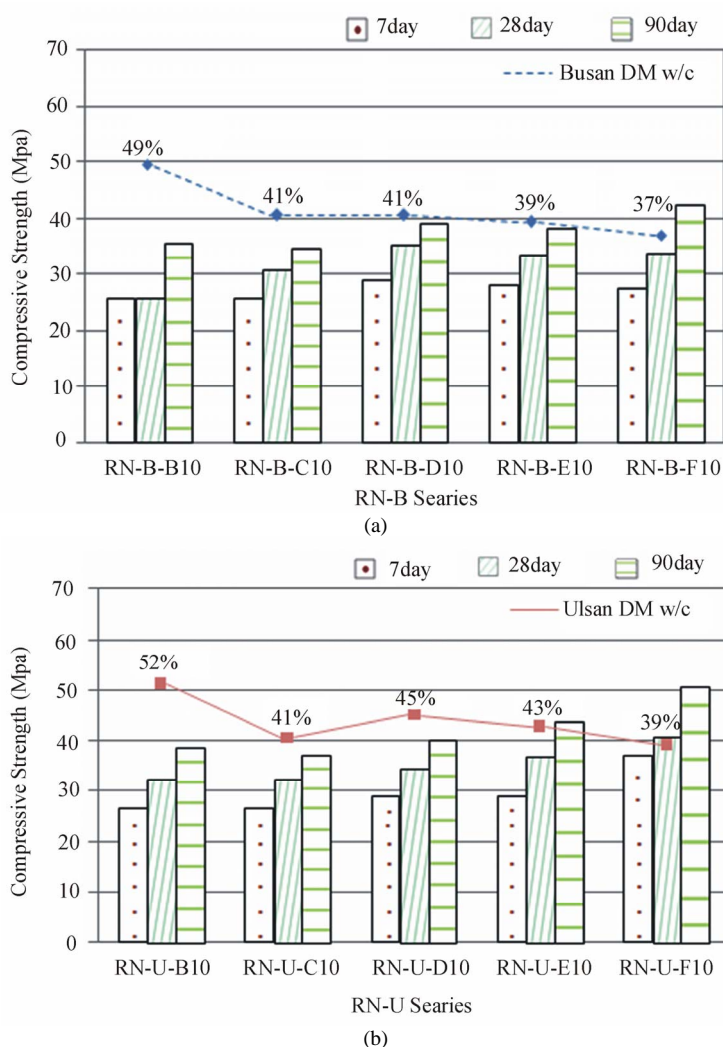 7day 28day 90day
Busan DM w/c
70
60
50
40
30
20
10
0
Compressive Strength (Mpa)
49%
41%
41%
39%
37%
RN-B-B10 RN-B-C10 RN-B-D10 RN-B-E10 RN-B-F10
RN-B Searies
(a)
7day 28day 90day
Ulsan DM w/c
70
60
50
40
30
20
10
0
Compressive Strength (Mpa)
52%
41%
45%
43%
39%
RN-U-B10 RN-U-C10 RN-U-D10 RN-U-E10 RN-U-F10
RN-U Searies
(b)